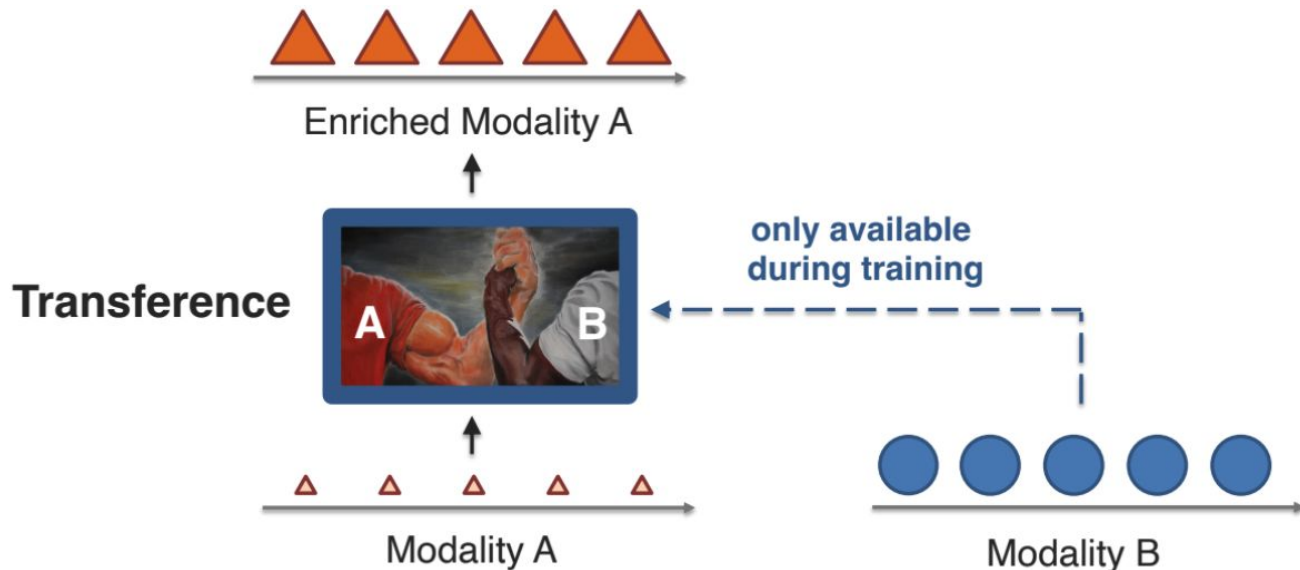 Enriched Modality A
only available
during training
Transference
A
B
Modality A
Modality B